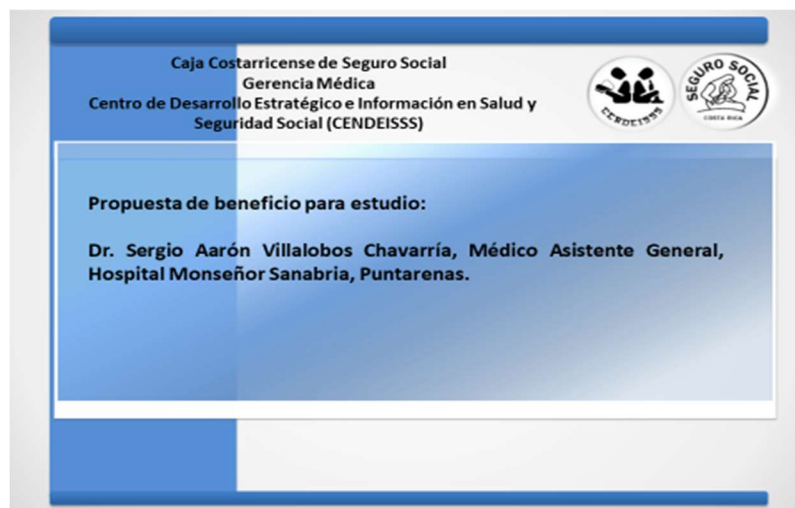 Caja Costarricense de Seguro Social
Gerencia Médica
Centro de Desarrollo Estratégico e Información en Salud y
Seguridad Social (CENDEISSS)
CENDEISSS
SEGURO SOCIAL
COSTA RICA
Propuesta de beneficio para estudio:
Dr. Sergio Aarón Villalobos Chavarría, Médico Asistente General,
Hospital Monseñor Sanabria, Puntarenas.